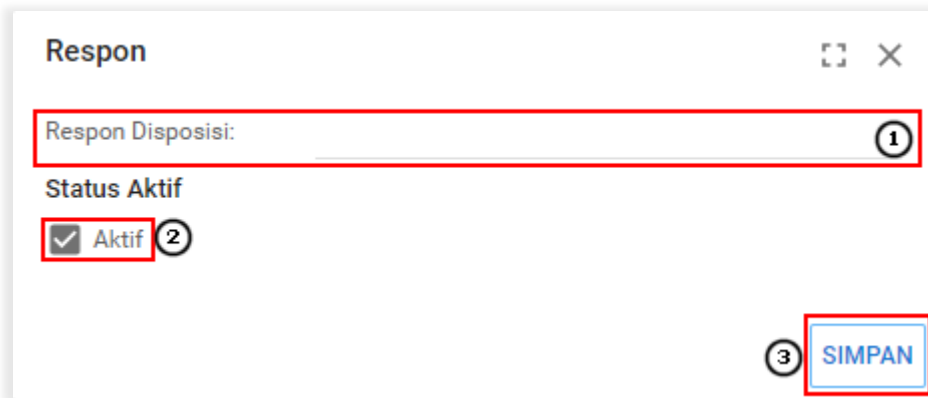 Respon
Respon Disposisi: 1
Status Aktif
Aktif 2
3 SIMPAN